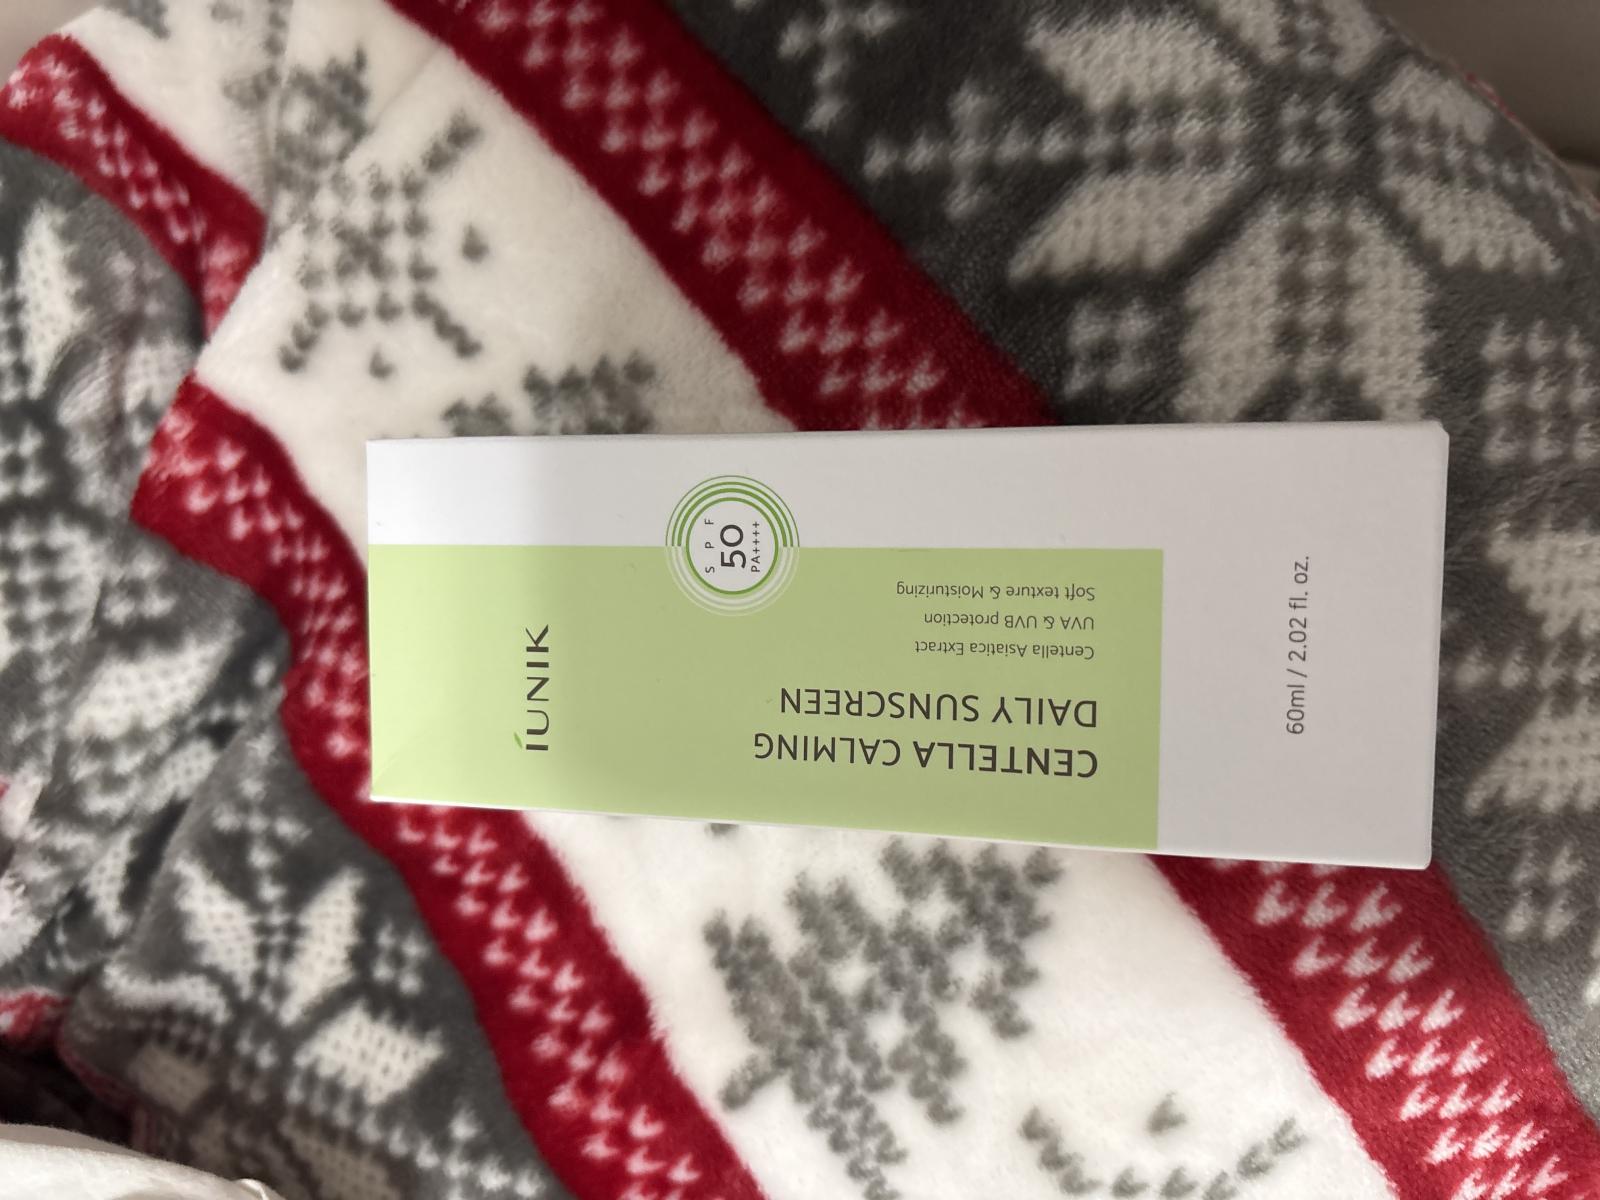 IUNIK
S P F
50
PA++++
CENTELLA CALMING
DAILY SUNSCREEN
Centella Asiatica Extract
UVA & UVB protection
Soft texture & Moisturizing
60ml / 2.02 fl. oz.